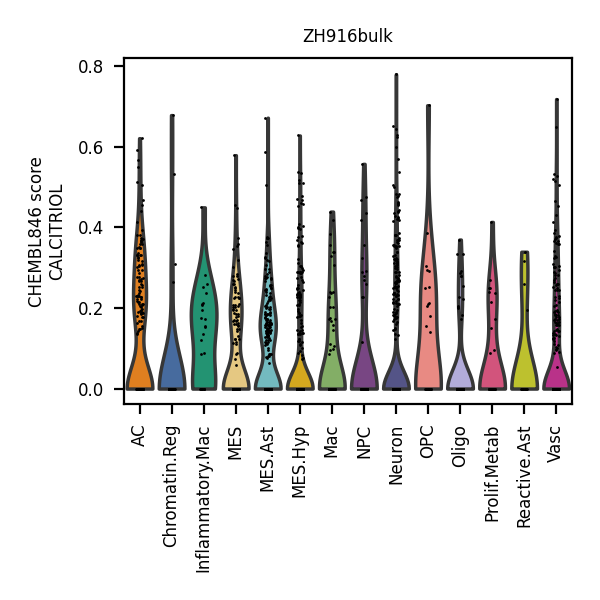 ZH916bulk
CHEMBL846 score
CALCITRIOL
0.8
0.6
0.4
0.2
0.0
AC
Chromatin.Reg
Inflammatory.Mac
MES
MES.Ast
MES.Hyp
Mac
NPC
Neuron
OPC
Oligo
Prolif.Metab
Reactive.Ast
Vasc